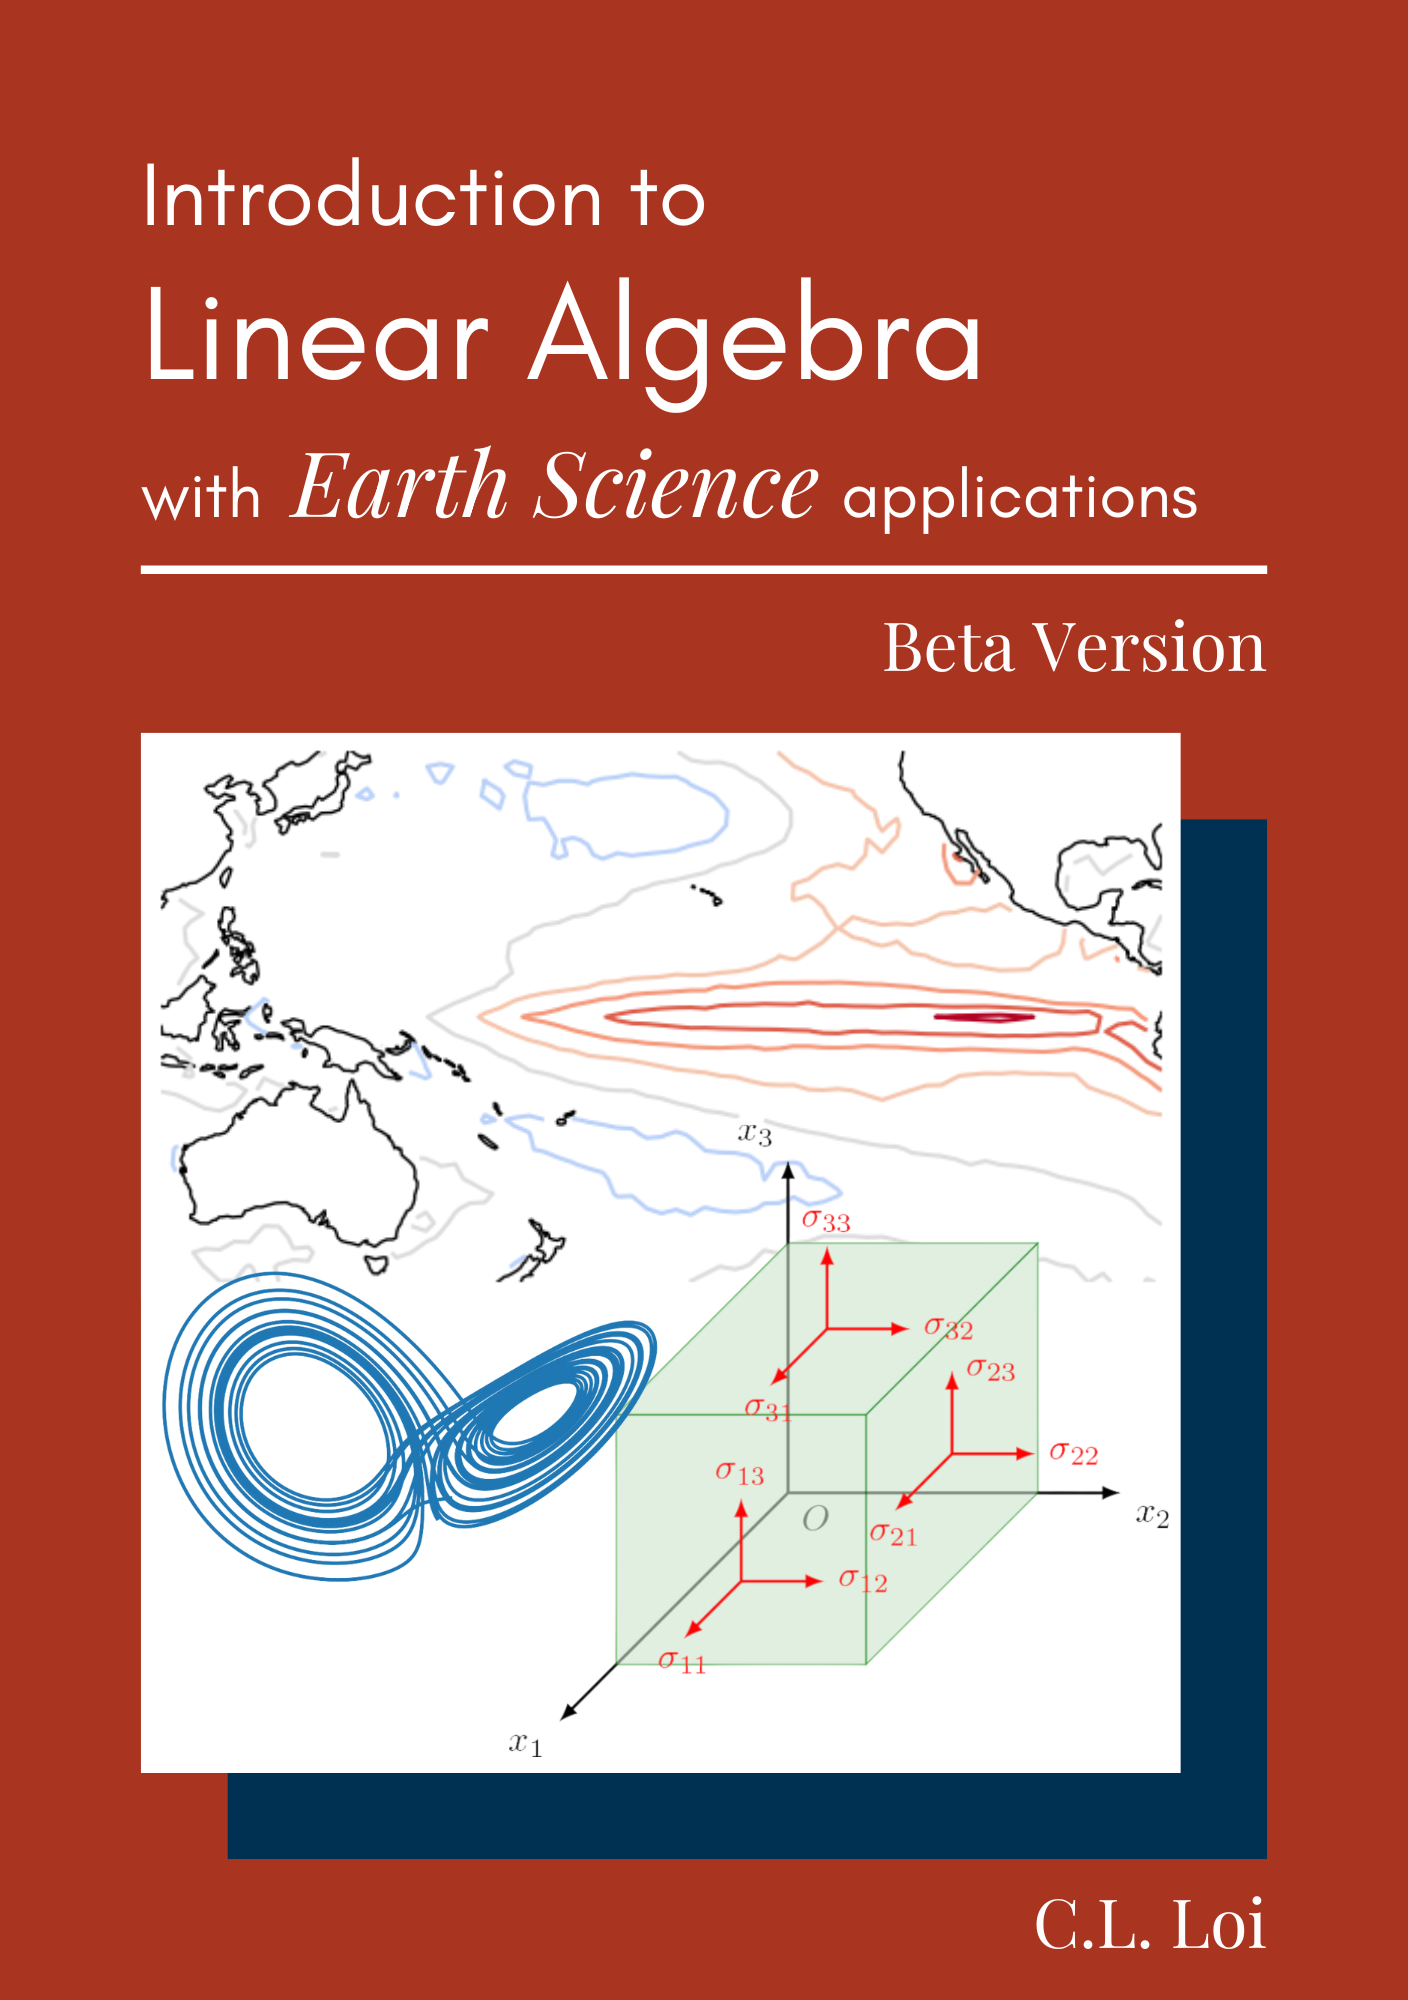 Introduction to
Linear Algebra
with Earth Science applications
Beta Version
x₃
σ₃₃
σ₃₂
σ₂₃
σ₃₁
σ₂₂
σ₁₃
O
x₂
σ₂₁
σ₁₂
σ₁₁
x₁
C.L. Loi